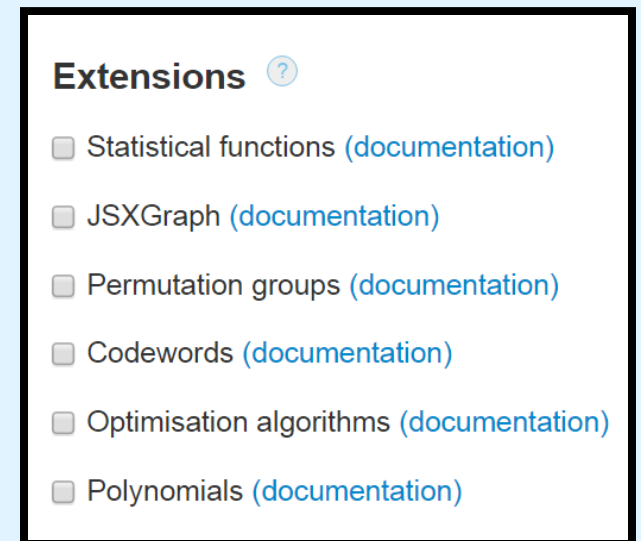 Extensions ?
Statistical functions (documentation)
JSXGraph (documentation)
Permutation groups (documentation)
Codewords (documentation)
Optimisation algorithms (documentation)
Polynomials (documentation)